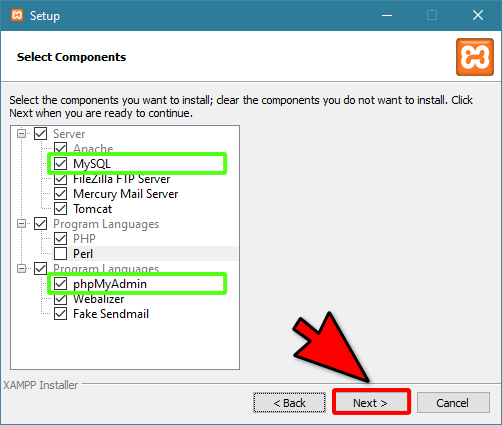 Setup
Select Components
Select the components you want to install; clear the components you do not want to install. Click
Next when you are ready to continue.
Server
Apache
MySQL
FileZilla FTP Server
Mercury Mail Server
Tomcat
Program Languages
PHP
Perl
Program Languages
phpMyAdmin
Webalizer
Fake Sendmail
XAMPP Installer
< Back
Next >
Cancel